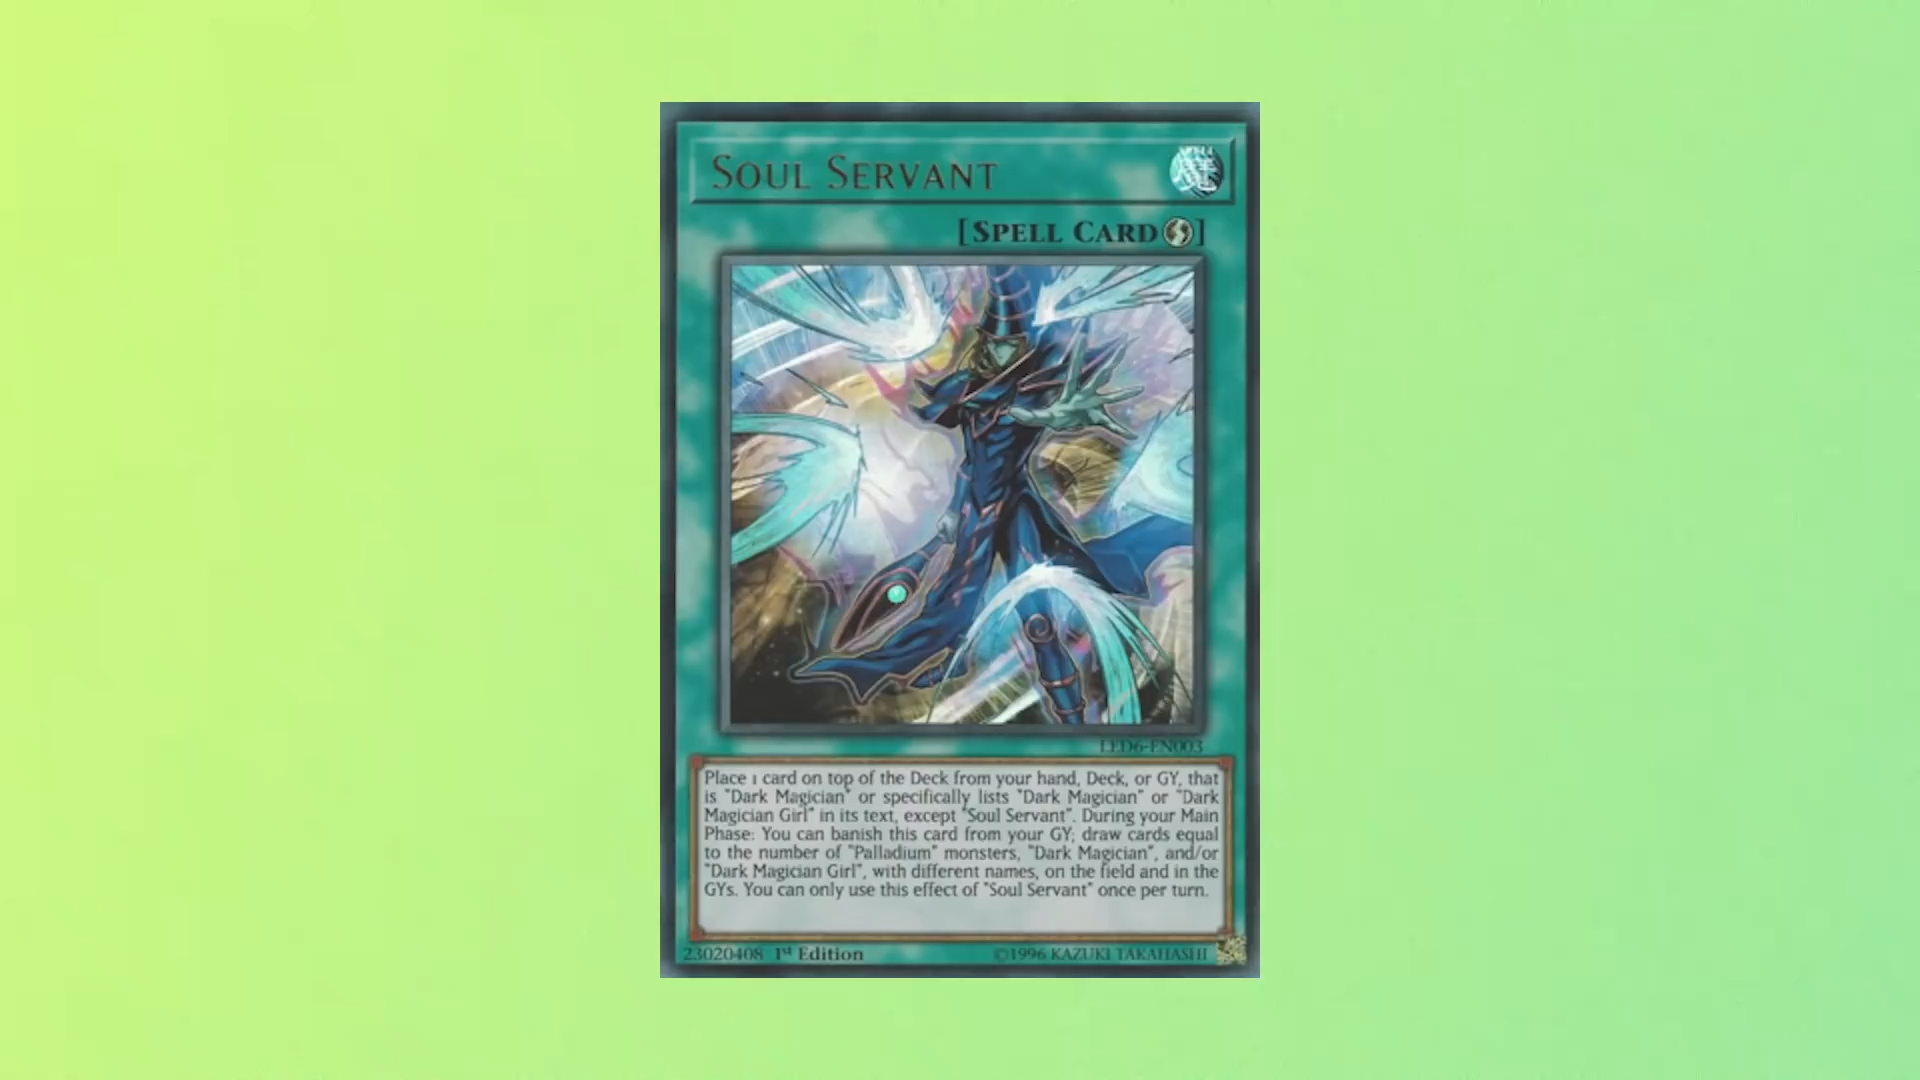 SOUL SERVANT
[SPELL CARD]
LED6-EN003
Place 1 card on top of the Deck from your hand, Deck, or GY, that
is "Dark Magician" or specifically lists "Dark Magician" or "Dark
Magician Girl" in its text, except "Soul Servant". During your Main
Phase: You can banish this card from your GY; draw cards equal
to the number of "Palladium" monsters, "Dark Magician", and/or
"Dark Magician Girl", with different names, on the field and in the
GYs. You can only use this effect of "Soul Servant" once per turn.
23020408 1st Edition
©1996 KAZUKI TAKAHASHI